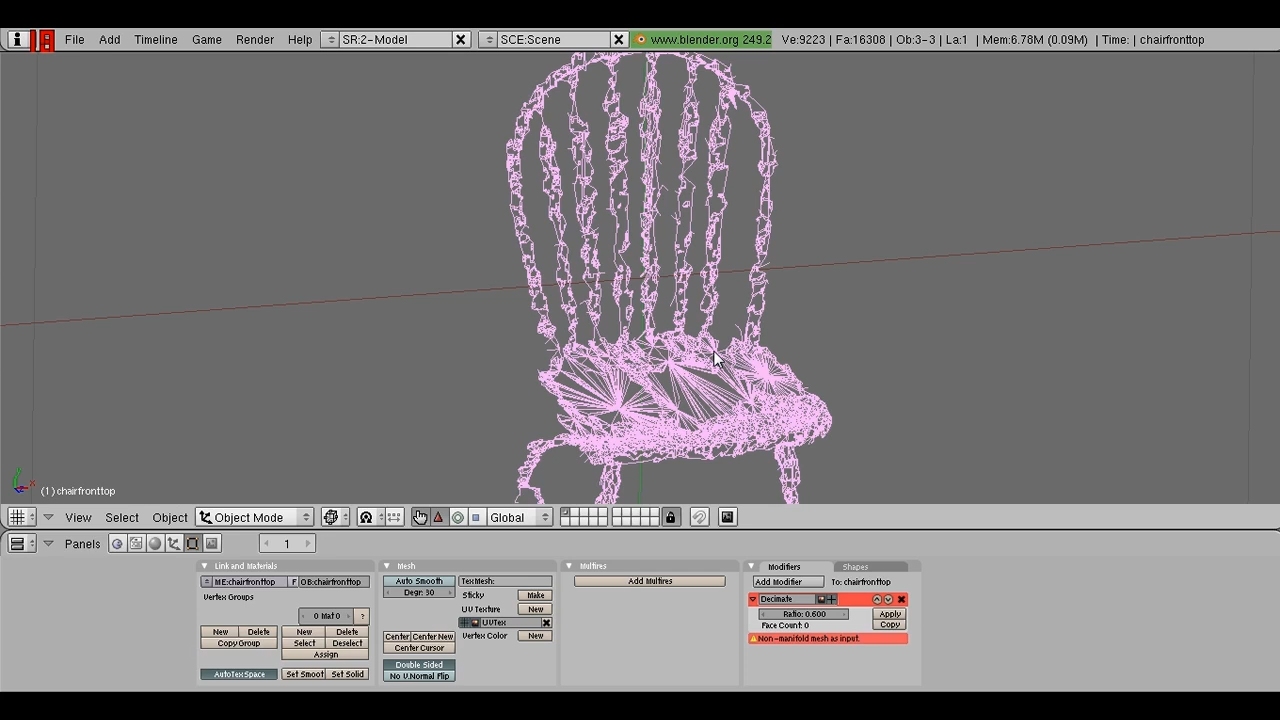 File Add Timeline Game Render Help SR:2-Model SCE:Scene www.blender.org 249.2 Ve:9223 | Fa:16308 | Ob:3-3 | La:1 | Mem:6.78M (0.09M) | Time: | chairfronttop
(1) chairfronttop
View Select Object Object Mode Global
Panels 1
Link and Materials
ME:chairfronttop F OB:chairfronttop
Vertex Groups
0 Mat 0 ?
New Delete New Delete
Copy Group Select Deselect
Assign
AutoTexSpace Set Smoot Set Solid
Mesh
Auto Smooth TexMesh:
Degr: 30 Sticky Make
UV Texture New
UVTex
Center Center New Vertex Color New
Center Cursor
Double Sided
No V.Normal Flip
Multires
Add Multires
Modifiers Shapes
Add Modifier To: chairfronttop
Decimate
Ratio: 0.600 Apply
Face Count: 0 Copy
Non-manifold mesh as input.